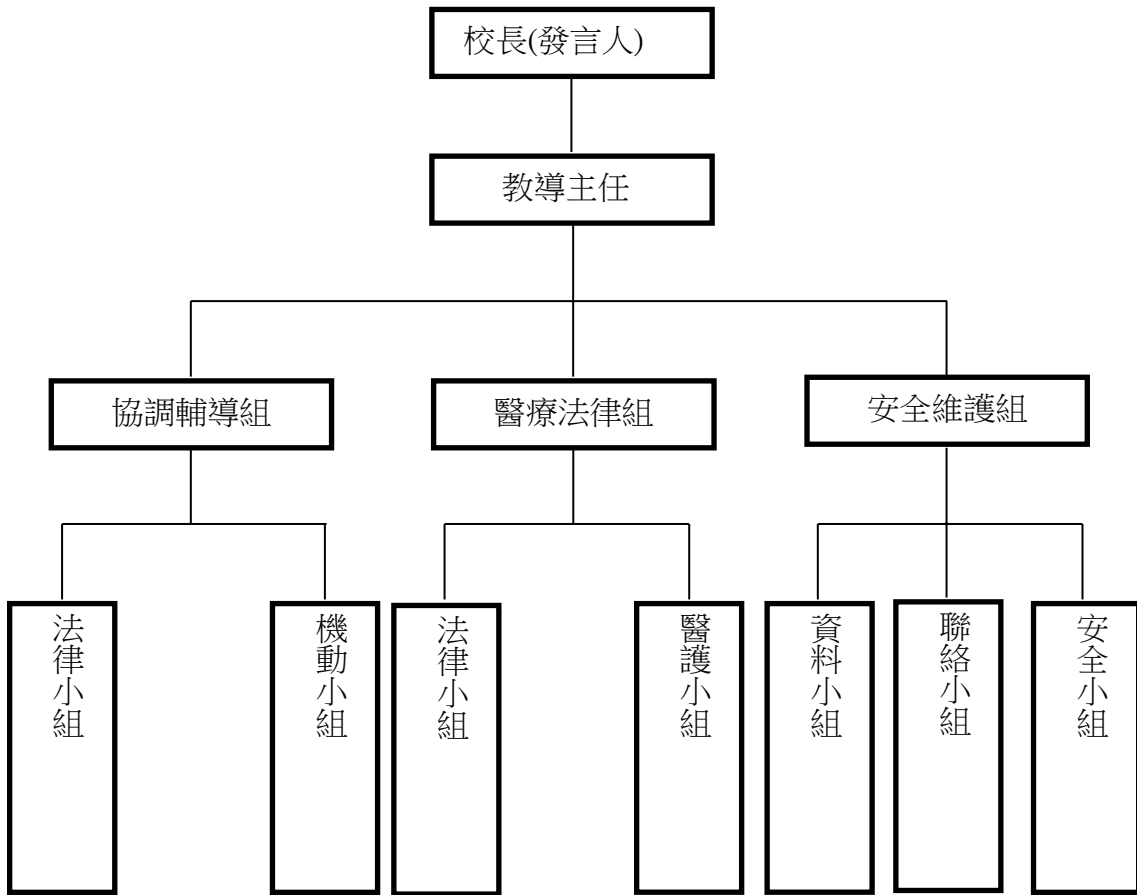 校長(發言人)
教導主任
協調輔導組
醫療法律組
安全維護組
法律小組
機動小組
法律小組
醫護小組
資料小組
聯絡小組
安全小組